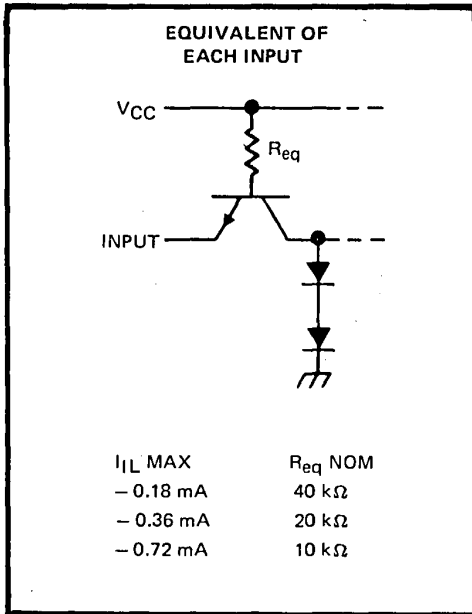 EQUIVALENT OF
EACH INPUT
VCC
Req
INPUT
IIL MAX Req NOM
– 0.18 mA 40 kΩ
– 0.36 mA 20 kΩ
– 0.72 mA 10 kΩ